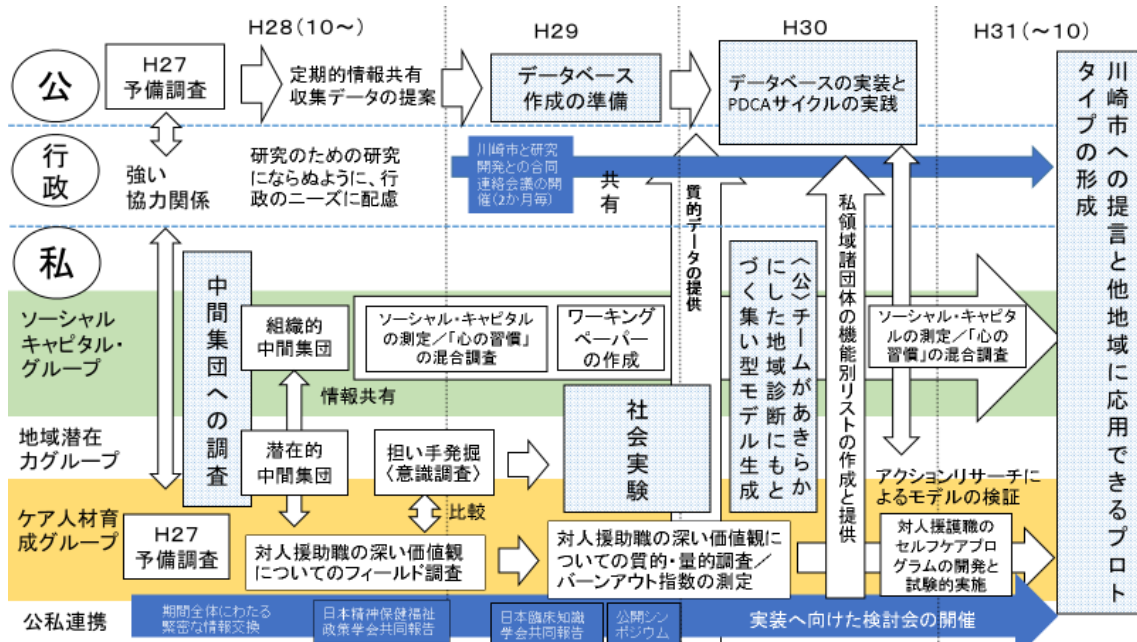 H28(10～)
H29
H30
H31(～10)
公
H27
予備調査
定期的情報共有
収集データの提案
データベース
作成の準備
データベースの実装と
PDCAサイクルの実践
川崎市への提言と他地域に応用できるプロト
タイプの形成
行政
強い
協力関係
研究のための研究
にならぬように、行
政のニーズに配慮
川崎市と研究
開発との合同
連絡会議の開
催(2か月毎)
共有
質的データの提供
私領域諸団体の機能別リストの作成と提供
私
中間集団への調査
〈公〉チームがあきらか
にした地域診断にもと
づく集い型モデル生成
ソーシャル
キャピタル・
グループ
組織的
中間集団
ソーシャル・キャピタル
の測定／「心の習慣」
の混合調査
ワーキング
ペーパー
の作成
ソーシャル・キャピタ
ルの測定／「心の習
慣」の混合調査
情報共有
地域潜在
力グループ
潜在的
中間集団
担い手発掘
〈意識調査〉
社会実験
アクションリサーチに
よるモデルの検証
比較
ケア人材育
成グループ
H27
予備調査
対人援助職の深い価値観
についてのフィールド調査
対人援助職の深い価値観に
ついての質的・量的調査／
バーンアウト指数の測定
対人援護職の
セルフケアプロ
グラムの開発と
試験的実施
公私連携
期間全体にわたる
緊密な情報交換
日本精神保健福祉
政策学会共同報告
日本臨床知識
学会共同報告
公開シン
ポジウム
実装へ向けた検討会の開催